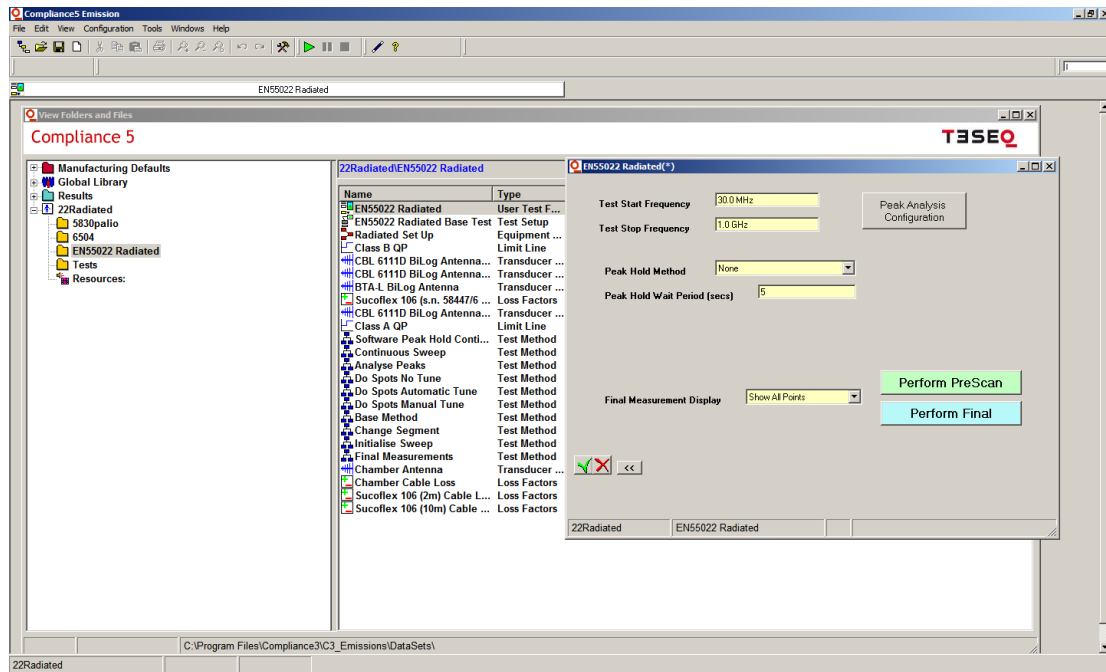 Compliance5 Emission
File Edit View Configuration Tools Windows Help
EN55022 Radiated
View Folders and Files
Compliance 5
TESEQ
Manufacturing Defaults
Global Library
Results
22Radiated
5830palio
6504
EN55022 Radiated
Tests
Resources:
22Radiated\EN55022 Radiated
Name Type
EN55022 Radiated User Test F...
EN55022 Radiated Base Test Test Setup
Radiated Set Up Equipment ...
Class B QP Limit Line
CBL 6111D BiLog Antenna... Transducer ...
CBL 6111D BiLog Antenna... Transducer ...
BTA-L BiLog Antenna Transducer ...
Sucoflex 106 (s.n. 58447/6 ... Loss Factors
CBL 6111D BiLog Antenna... Transducer ...
Class A QP Limit Line
Software Peak Hold Conti... Test Method
Continuous Sweep Test Method
Analyse Peaks Test Method
Do Spots No Tune Test Method
Do Spots Automatic Tune Test Method
Do Spots Manual Tune Test Method
Base Method Test Method
Change Segment Test Method
Initialise Sweep Test Method
Final Measurements Test Method
Chamber Antenna Transducer ...
Chamber Cable Loss Loss Factors
Sucoflex 106 (2m) Cable L... Loss Factors
Sucoflex 106 (10m) Cable ... Loss Factors
EN55022 Radiated(*)
Test Start Frequency 30.0 MHz
Test Stop Frequency 1.0 GHz
Peak Analysis
Configuration
Peak Hold Method None
Peak Hold Wait Period (secs) 5
Perform PreScan
Final Measurement Display Show All Points
Perform Final
<<
22Radiated EN55022 Radiated
C:\Program Files\Compliance3\C3_Emissions\DataSets\
22Radiated